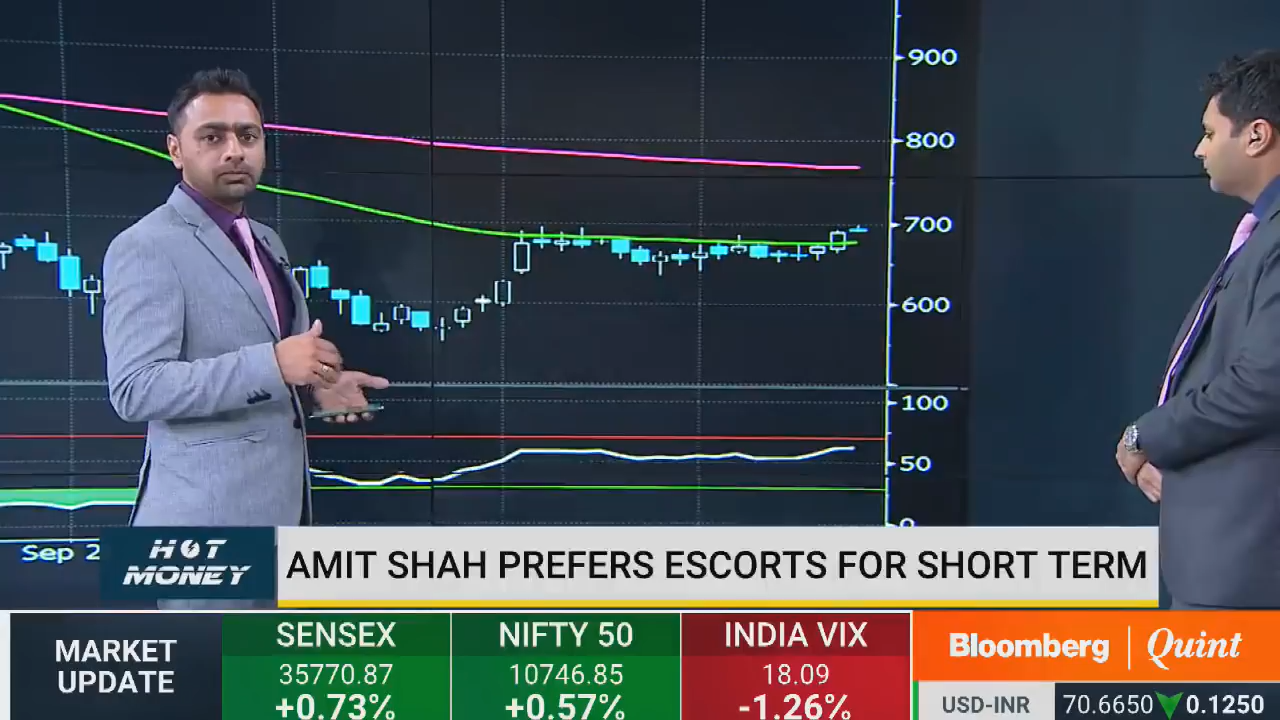 900
800
700
600
100
50
0
Sep 2
HOT
MONEY
AMIT SHAH PREFERS ESCORTS FOR SHORT TERM
MARKET
UPDATE
SENSEX
35770.87
+0.73%
NIFTY 50
10746.85
+0.57%
INDIA VIX
18.09
-1.26%
Bloomberg | Quint
USD-INR 70.6650 0.1250